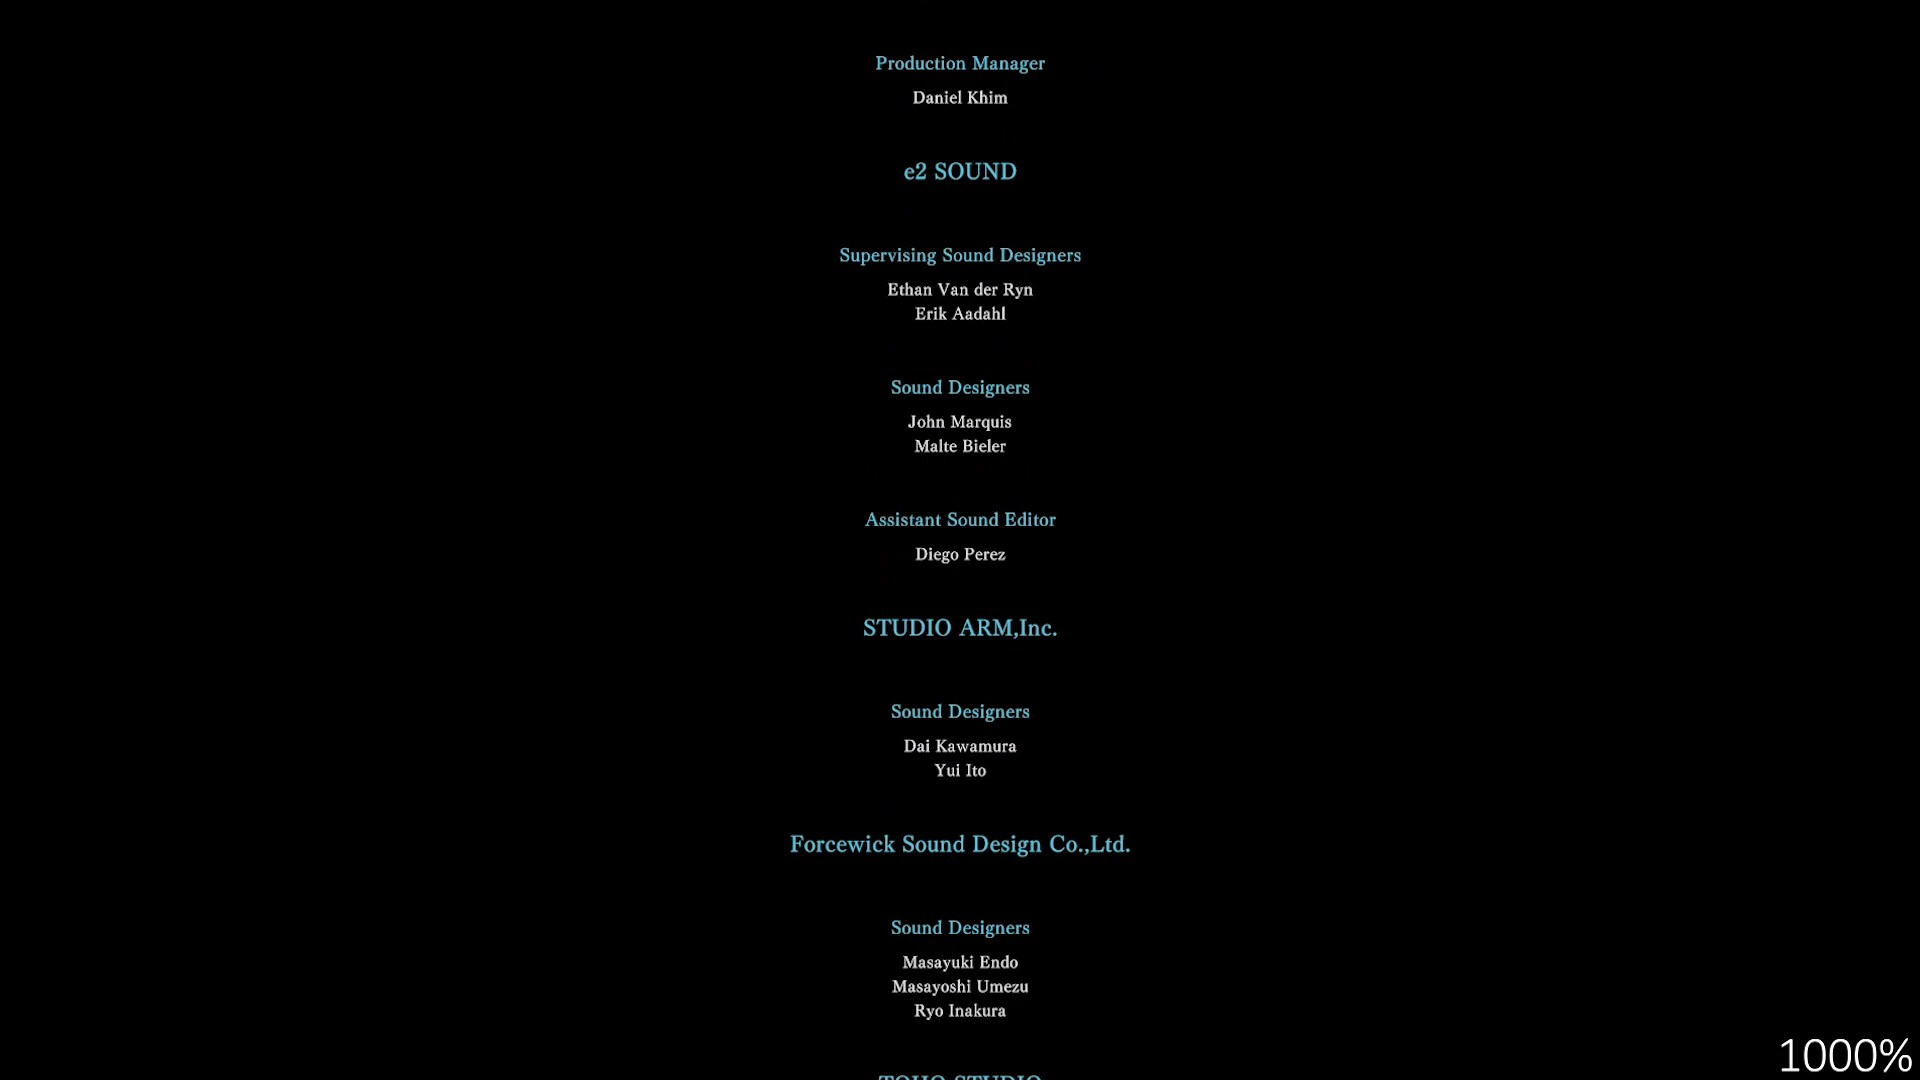 Production Manager
Daniel Khim
e2 SOUND
Supervising Sound Designers
Ethan Van der Ryn
Erik Aadahl
Sound Designers
John Marquis
Malte Bieler
Assistant Sound Editor
Diego Perez
STUDIO ARM,Inc.
Sound Designers
Dai Kawamura
Yui Ito
Forcewick Sound Design Co.,Ltd.
Sound Designers
Masayuki Endo
Masayoshi Umezu
Ryo Inakura
TOHO STUDIO
1000%